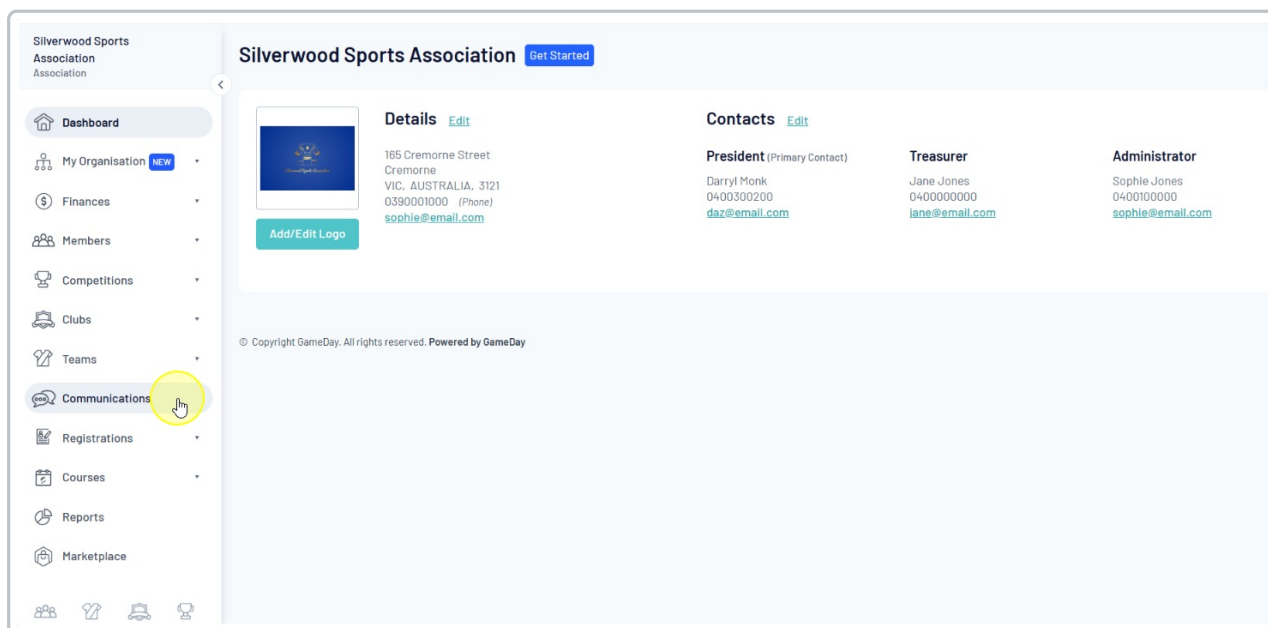 Silverwood Sports
Association
Association
Dashboard
My Organisation NEW
Finances
Members
Competitions
Clubs
Teams
Communications
Registrations
Courses
Reports
Marketplace
Silverwood Sports Association Get Started
Details Edit
165 Cremorne Street
Cremorne
VIC, AUSTRALIA, 3121
0390001000 (Phone)
sophie@email.com
Add/Edit Logo
Contacts Edit
President (Primary Contact)
Darryl Monk
0400300200
daz@email.com
Treasurer
Jane Jones
0400000000
jane@email.com
Administrator
Sophie Jones
0400100000
sophie@email.com
© Copyright GameDay. All rights reserved. Powered by GameDay